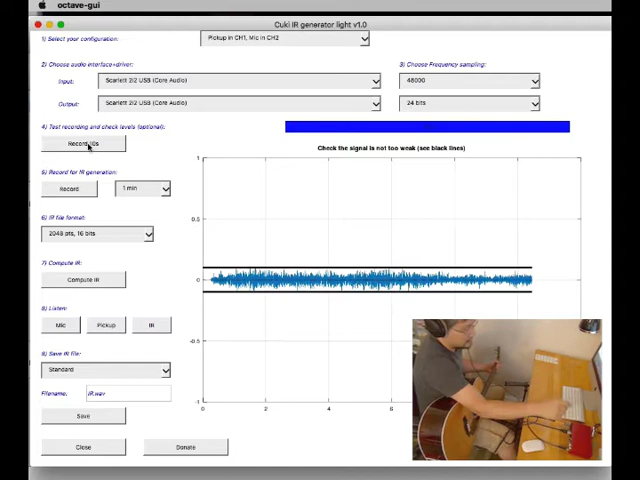 octave-gui
Cuki IR generator light v1.0
1) Select your configuration:
Pickup in CH1, Mic in CH2
2) Choose audio interface+driver:
3) Choose Frequency sampling:
Input:
Scarlett 2i2 USB (Core Audio)
48000
Output:
Scarlett 2i2 USB (Core Audio)
24 bits
4) Test recording and check levels (optional):
Record 10s
Check the signal is not too weak (see black lines)
5) Record for IR generation:
Record
1 min
6) IR file format:
2048 pts, 16 bits
7) Compute IR:
Compute IR
8) Listen:
Mic
Pickup
IR
9) Save IR file:
Standard
Filename:
IR.wav
Save
Close
Donate
1
0.5
0
-0.5
-1
0
2
4
6